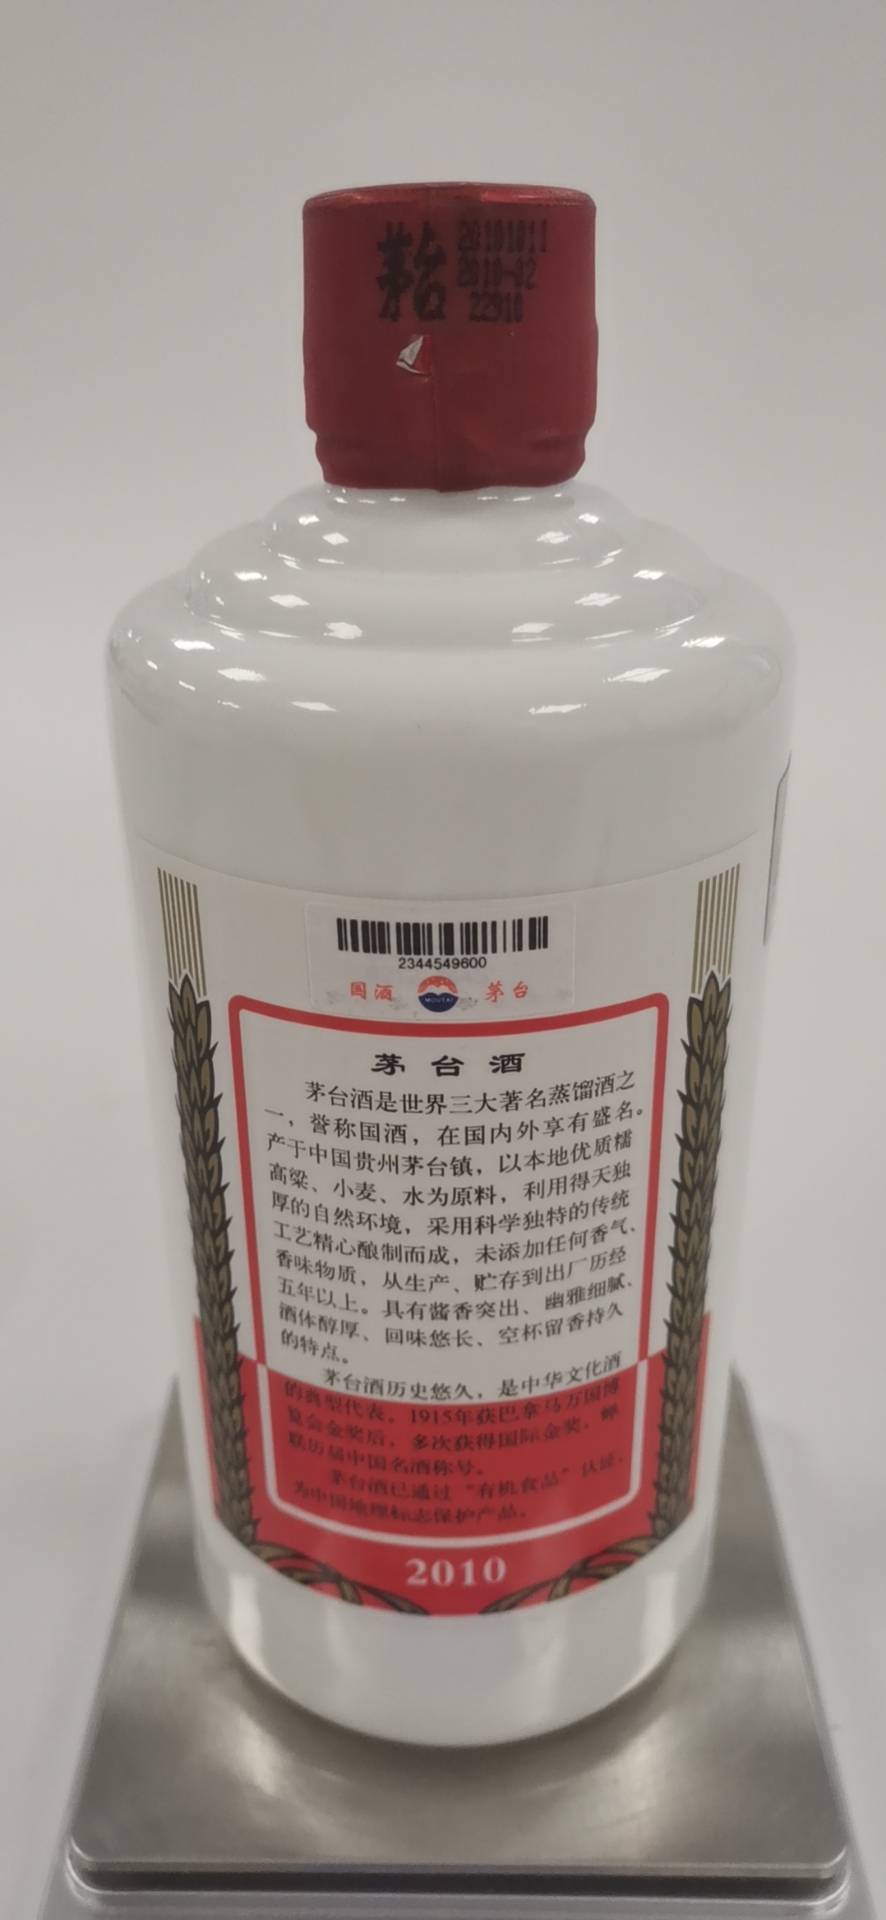 茅台
20101011
2010-02
22910
2344549600
国酒 MOUTAI 茅台
茅台酒
茅台酒是世界三大著名蒸馏酒之
一，誉称国酒，在国内外享有盛名。
产于中国贵州茅台镇，以本地优质糯
高粱、小麦、水为原料，利用得天独
厚的自然环境，采用科学独特的传统
工艺精心酿制而成，未添加任何香气、
香味物质，从生产、贮存到出厂历经
五年以上。具有酱香突出、幽雅细腻、
酒体醇厚、回味悠长、空杯留香持久
的特点。
茅台酒历史悠久，是中华文化酒
的典型代表。1915年获巴拿马万国博
览会金奖后，多次获得国际金奖，蝉
联历届中国名酒称号。
茅台酒已通过“有机食品”认证，
为中国地理标志保护产品。
2010